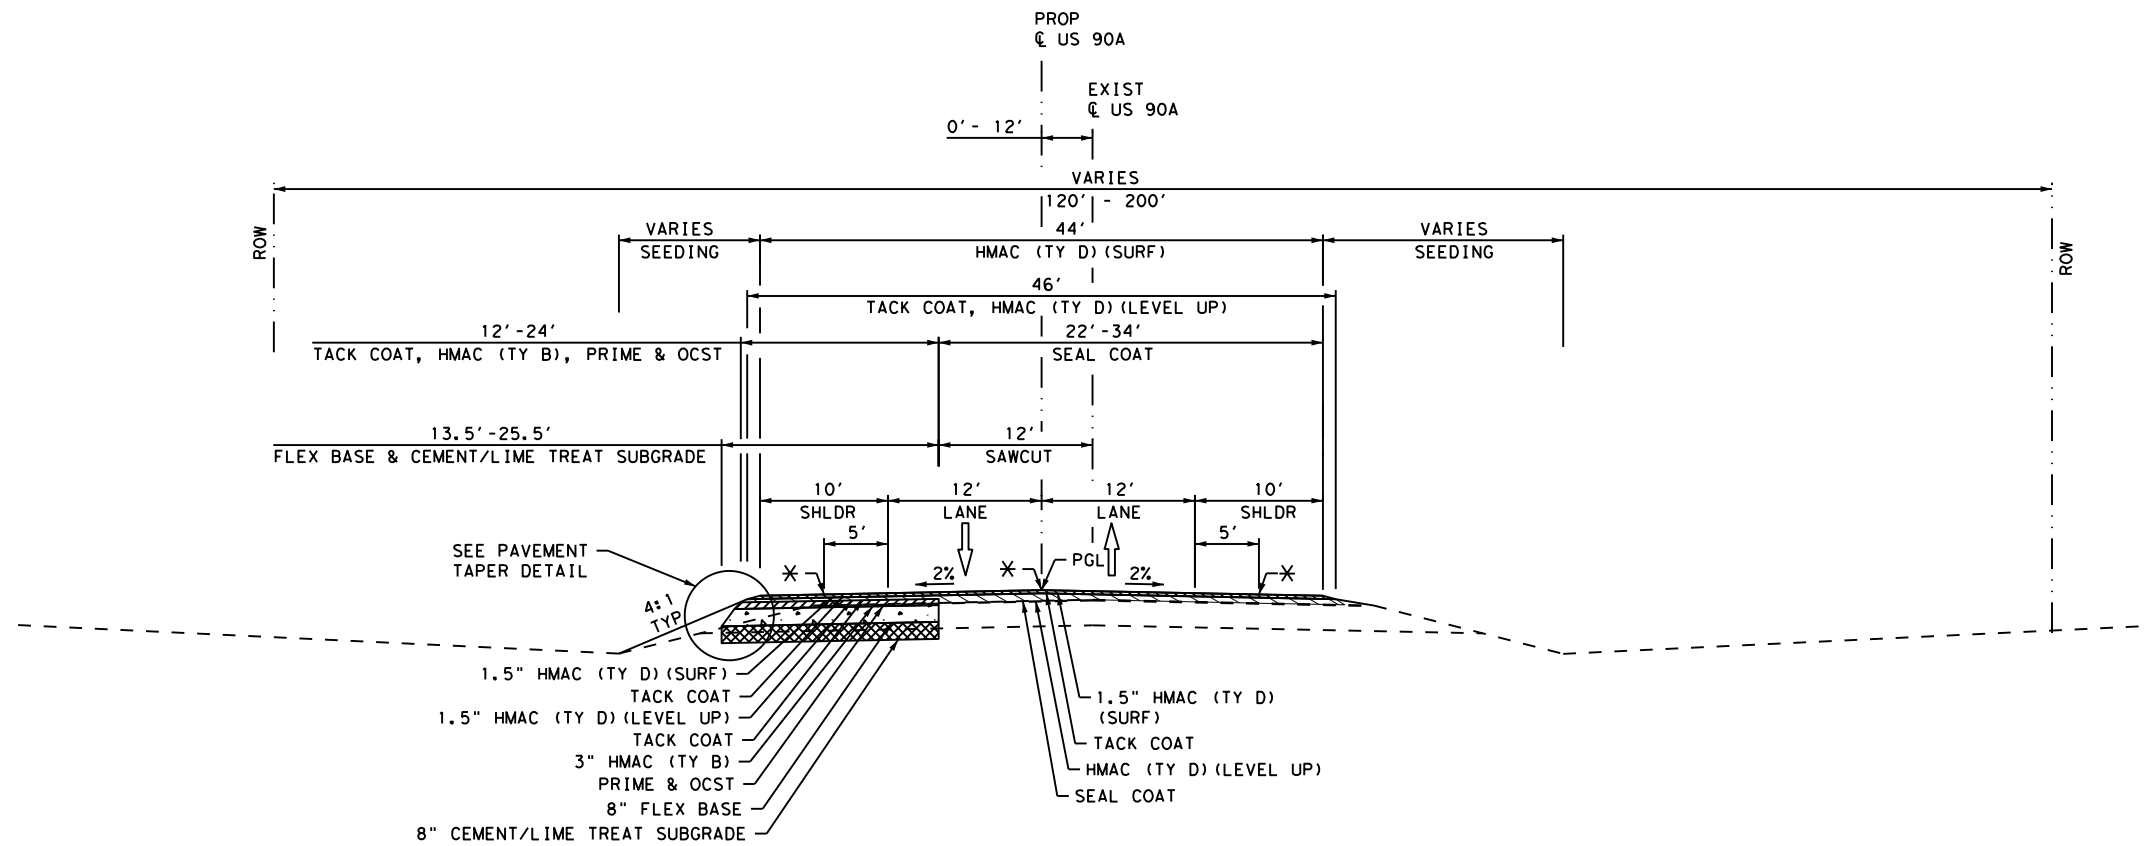 PROP
℄ US 90A
EXIST
℄ US 90A
0'- 12'
VARIES
120' - 200'
ROW
ROW
VARIES
SEEDING
44'
HMAC (TY D)(SURF)
VARIES
SEEDING
46'
TACK COAT, HMAC (TY D)(LEVEL UP)
12'-24'
TACK COAT, HMAC (TY B), PRIME & OCST
22'-34'
SEAL COAT
13.5'-25.5'
FLEX BASE & CEMENT/LIME TREAT SUBGRADE
12'
SAWCUT
10'
SHLDR
12'
LANE
12'
LANE
10'
SHLDR
5'
5'
SEE PAVEMENT
TAPER DETAIL
PGL
2%
2%
4:1
TYP
1.5" HMAC (TY D)(SURF)
TACK COAT
1.5" HMAC (TY D)(LEVEL UP)
TACK COAT
3" HMAC (TY B)
PRIME & OCST
8" FLEX BASE
8" CEMENT/LIME TREAT SUBGRADE
1.5" HMAC (TY D)
(SURF)
TACK COAT
HMAC (TY D)(LEVEL UP)
SEAL COAT